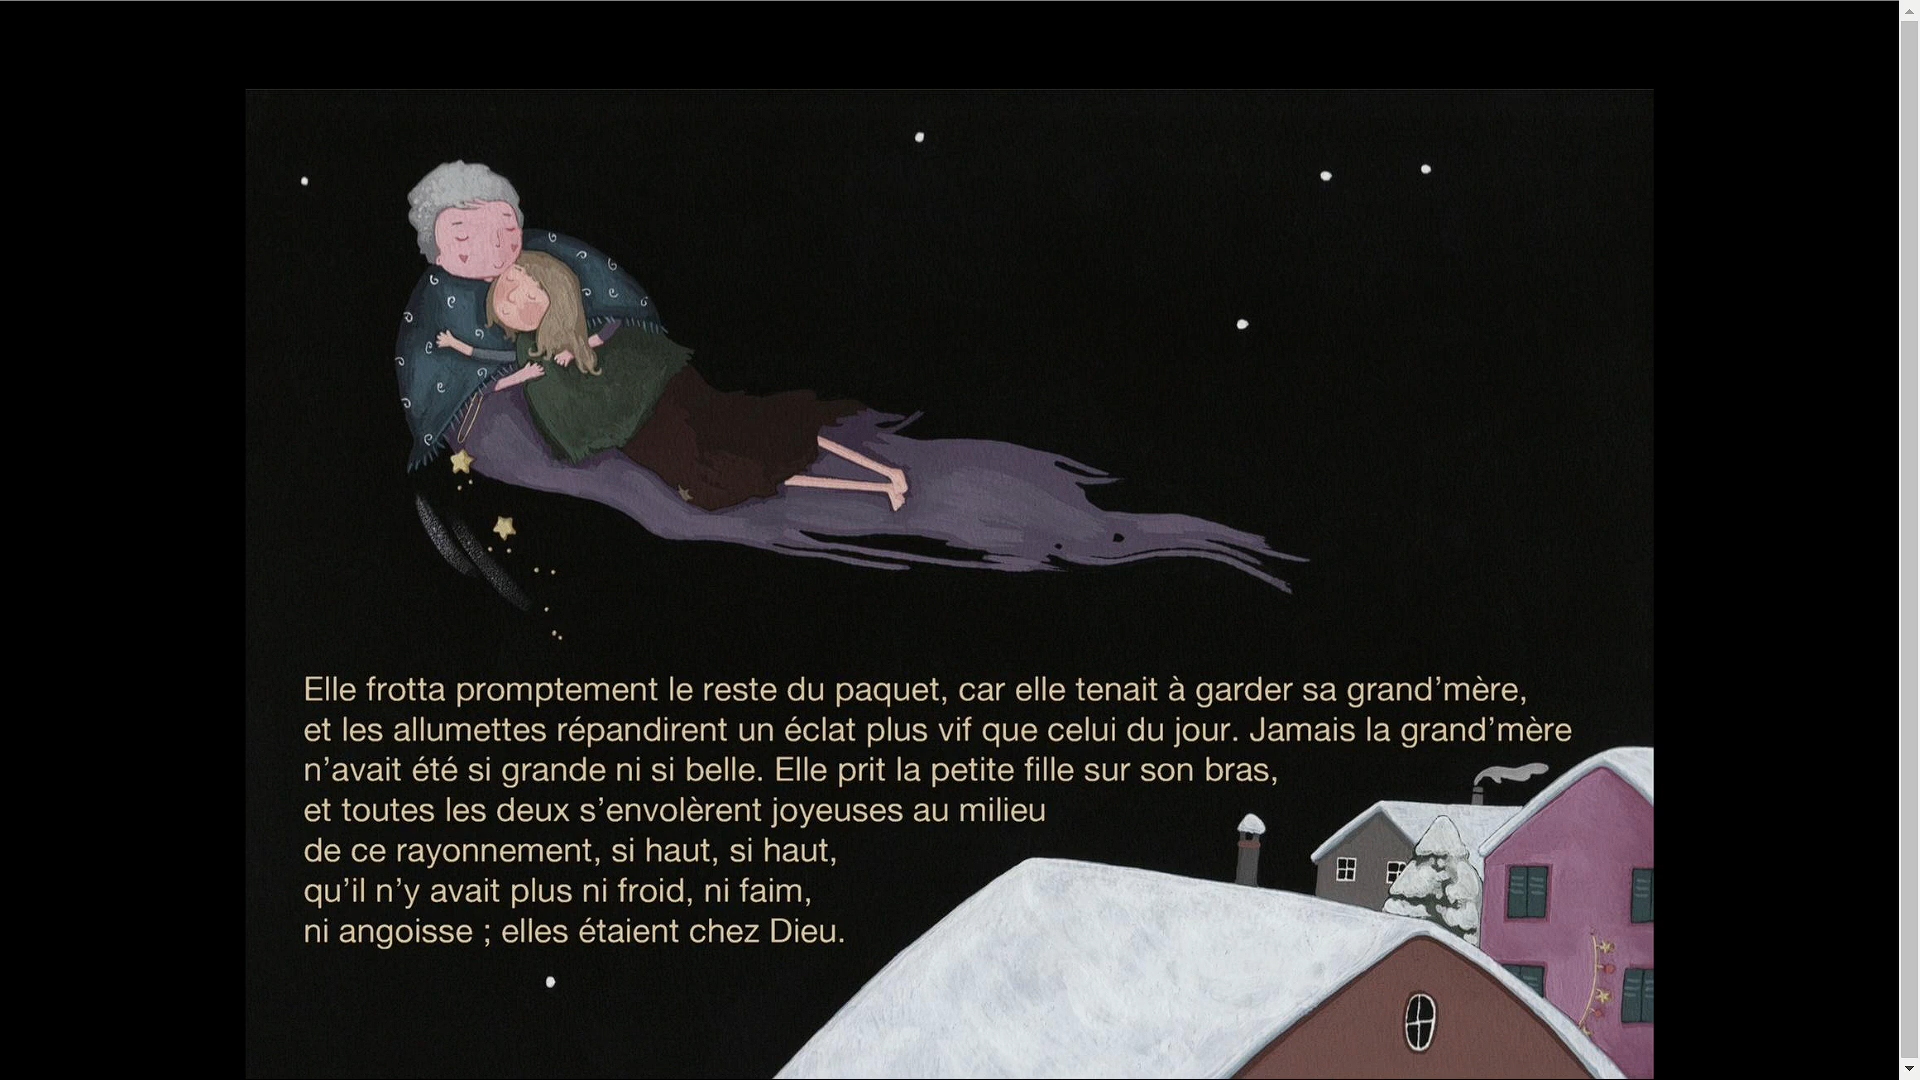 Elle frotta promptement le reste du paquet, car elle tenait à garder sa grand’mère,
et les allumettes répandirent un éclat plus vif que celui du jour. Jamais la grand’mère
n’avait été si grande ni si belle. Elle prit la petite fille sur son bras,
et toutes les deux s’envolèrent joyeuses au milieu
de ce rayonnement, si haut, si haut,
qu’il n’y avait plus ni froid, ni faim,
ni angoisse ; elles étaient chez Dieu.